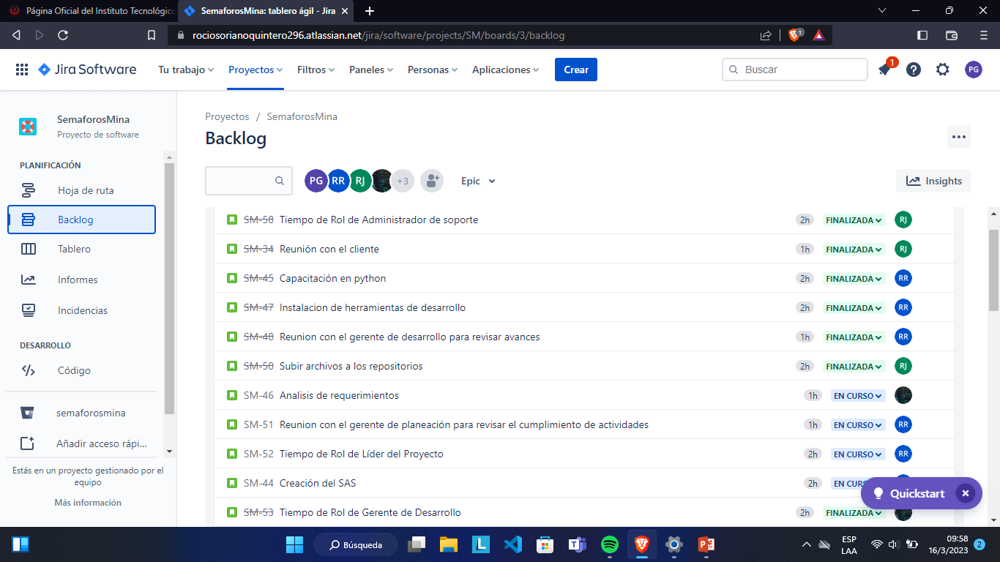 Página Oficial del Instituto Tecnológico
SemaforosMina: tablero ágil - Jira
rociosorianoquintero296.atlassian.net/jira/software/projects/SM/boards/3/backlog
1
Jira Software
Tu trabajo
Proyectos
Filtros
Paneles
Personas
Aplicaciones
Crear
Buscar
1
PG
SemaforosMina
Proyecto de software
PLANIFICACIÓN
Hoja de ruta
Backlog
Tablero
Informes
Incidencias
DESARROLLO
Código
semaforosmina
Añadir acceso rápi...
Estás en un proyecto gestionado por el
equipo
Más información
Proyectos / SemaforosMina
Backlog
PG RR RJ +3
Epic
Insights
SM-58 Tiempo de Rol de Administrador de soporte 2h FINALIZADA RJ
SM-34 Reunión con el cliente 1h FINALIZADA RJ
SM-45 Capacitación en python 2h FINALIZADA RR
SM-47 Instalacion de herramientas de desarrollo 2h FINALIZADA RR
SM-48 Reunion con el gerente de desarrollo para revisar avances 1h FINALIZADA RR
SM-50 Subir archivos a los repositorios 2h FINALIZADA RJ
SM-46 Analisis de requerimientos 1h EN CURSO
SM-51 Reunion con el gerente de planeación para revisar el cumplimiento de actividades 1h EN CURSO RR
SM-52 Tiempo de Rol de Líder del Proyecto 2h EN CURSO RR
SM-44 Creación del SAS 2h EN CURS
Quickstart
SM-53 Tiempo de Rol de Gerente de Desarrollo 2h FINALIZADA
Búsqueda
ESP
LAA
09:58
16/3/2023
2